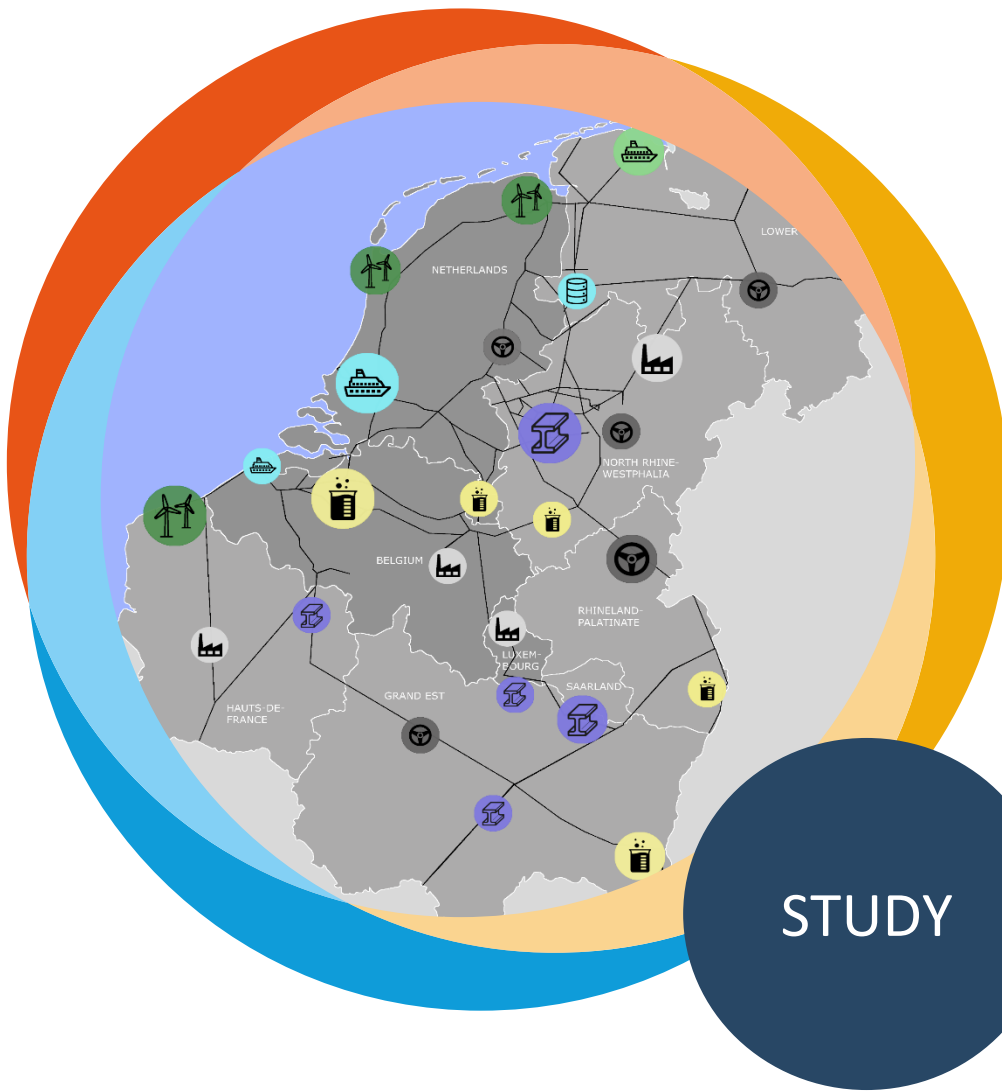 LOWER
NETHERLANDS
NORTH RHINE-
WESTPHALIA
BELGIUM
RHINELAND-
PALATINATE
LUXEM-
BOURG
SAARLAND
GRAND EST
HAUTS-DE-
FRANCE
STUDY